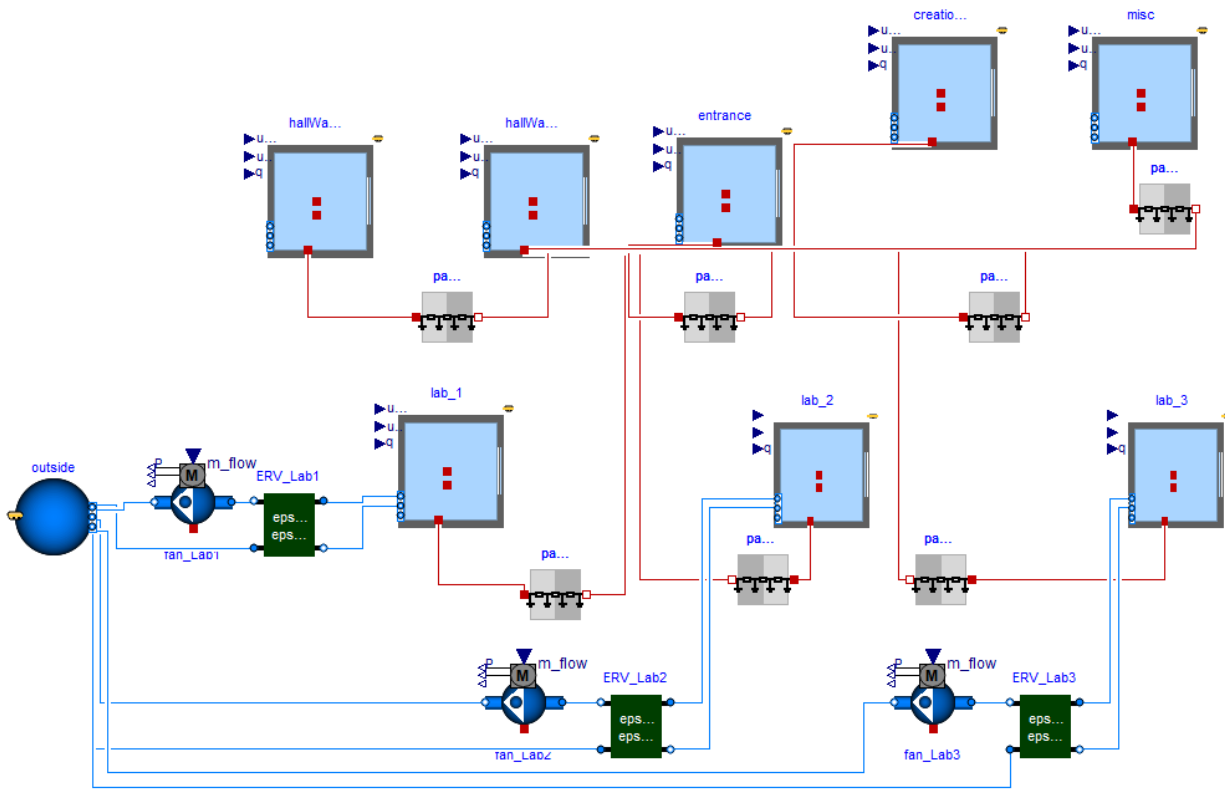 creatio...
misc
u...
u...
u...
u...
q
q
hallWa...
hallWa...
entrance
u...
u...
u...
u..
u...
u...
q
q
q
pa...
pa...
pa...
pa...
lab_1
lab_2
lab_3
u...
u...
q
q
q
outside
P
M
m_flow
ERV_Lab1
eps...
eps...
fan_Lab1
pa...
pa...
pa...
P
M
m_flow
ERV_Lab2
eps...
eps...
fan_Lab2
P
M
m_flow
ERV_Lab3
eps...
eps...
fan_Lab3